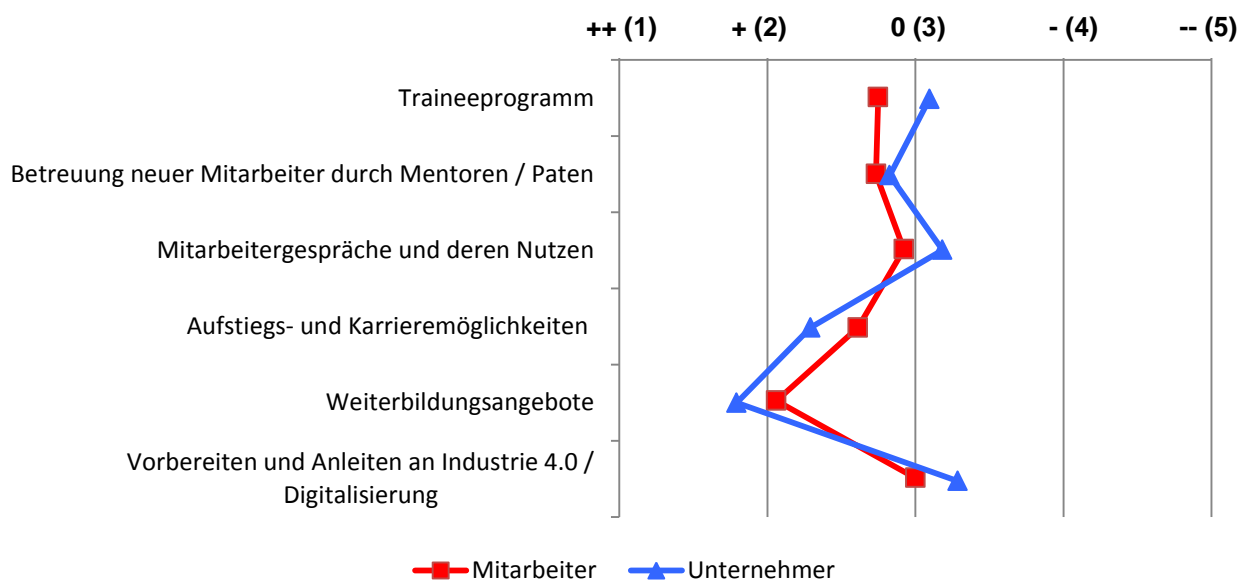 ++ (1) + (2) 0 (3) - (4) -- (5)
Traineeprogramm
Betreuung neuer Mitarbeiter durch Mentoren / Paten
Mitarbeitergespräche und deren Nutzen
Aufstiegs- und Karrieremöglichkeiten
Weiterbildungsangebote
Vorbereiten und Anleiten an Industrie 4.0 /
Digitalisierung
Mitarbeiter Unternehmer